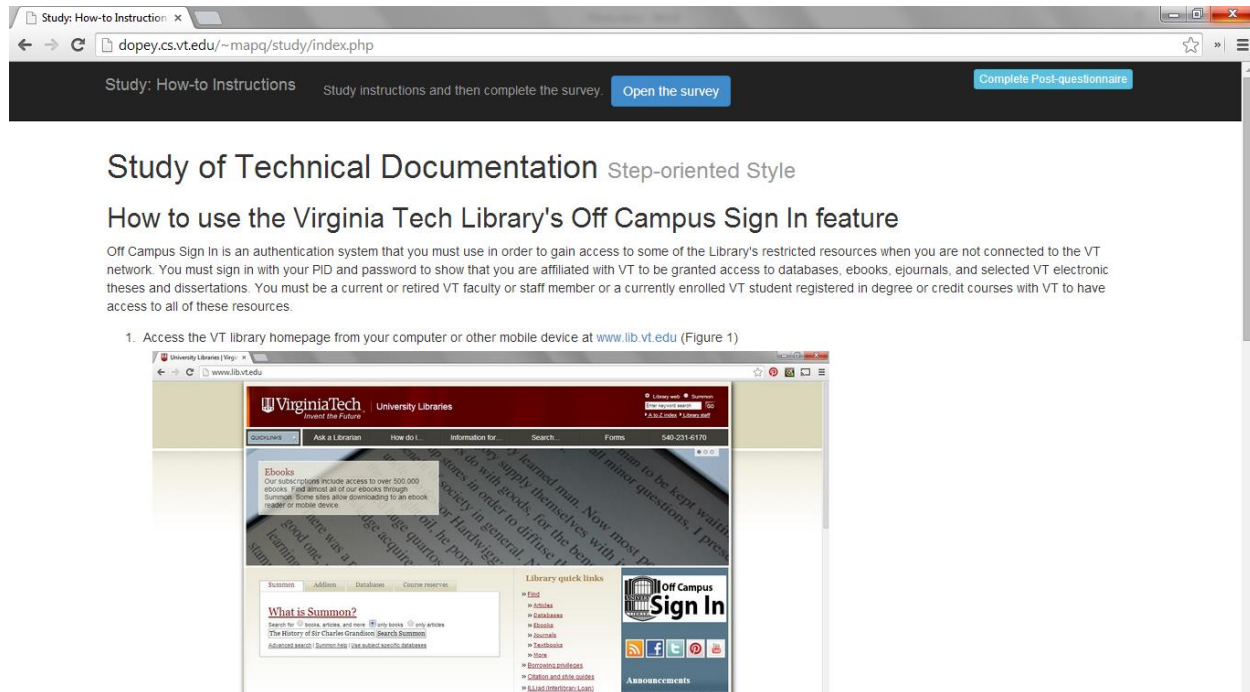 Study: How-to Instruction ×
dopey.cs.vt.edu/~mapq/study/index.php
»
Study: How-to Instructions
Study instructions and then complete the survey.
Open the survey
Complete Post-questionnaire
Study of Technical Documentation Step-oriented Style
How to use the Virginia Tech Library's Off Campus Sign In feature
Off Campus Sign In is an authentication system that you must use in order to gain access to some of the Library's restricted resources when you are not connected to the VT
network. You must sign in with your PID and password to show that you are affiliated with VT to be granted access to databases, ebooks, ejournals, and selected VT electronic
theses and dissertations. You must be a current or retired VT faculty or staff member or a currently enrolled VT student registered in degree or credit courses with VT to have
access to all of these resources.
1. Access the VT library homepage from your computer or other mobile device at www.lib.vt.edu (Figure 1)
University Libraries | Virgi ×
www.lib.vt.edu
VirginiaTech
Invent the Future
University Libraries
Library web Summon
Enter keyword search GO
A to Z index Library staff
QUICKLINKS
Ask a Librarian
How do I...
Information for...
Search...
Forms
540-231-6170
Ebooks
Our subscriptions include access to over 500,000
ebooks. Find almost all of our ebooks through
Summon. Some sites allow downloading to an ebook
reader or mobile device.
Summon
Addison
Databases
Course reserves
What is Summon?
Search for books, articles, and more only books only articles
The History of Sir Charles Grandison Search Summon
Advanced search | Summon help | Use subject specific databases
Library quick links
» Find
» Articles
» Databases
» Ebooks
» Journals
» Textbooks
» More
» Borrowing privileges
» Citation and style guides
» ILLiad (Interlibrary Loan)
Off Campus
Sign In
Announcements